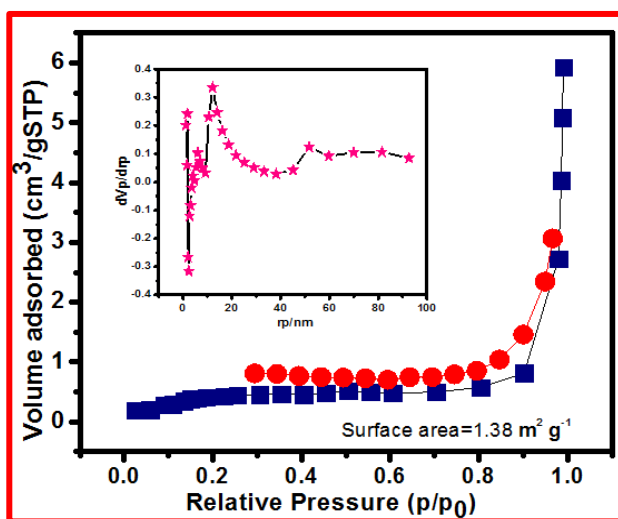 6
5
4
3
2
1
0
Volume adsorbed (cm³/gSTP)
0.0 0.2 0.4 0.6 0.8 1.0
Relative Pressure (p/p₀)
Surface area=1.38 m² g⁻¹
0.4
0.3
0.2
0.1
0.0
-0.1
-0.2
-0.3
-0.4
dVp/drp
0 20 40 60 80 100
rp/nm